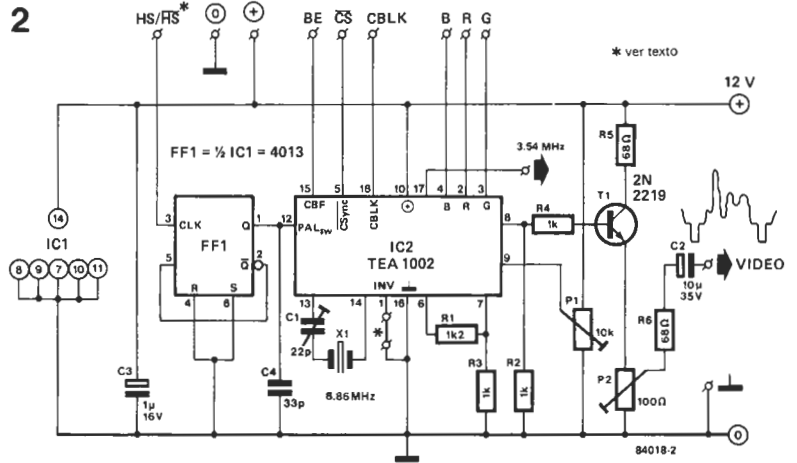 2
HS/HS*
0
+
BE
CS
CBLK
B
R
G
* ver texto
12 V
+
FF1 = ½ IC1 = 4013
3.54 MHz
R5
68Ω
2N
2219
T1
14
IC1
8
9
7
10
11
3
CLK
Q
1
FF1
5
Q
2
R
S
4
6
15
5
16
10
17
4
2
3
CBF
CSync
CBLK
+
B
R
G
12
PALsw
IC2
TEA 1002
INV
8
9
13
14
1
16
6
7
R4
1k
C2
10µ
35V
VIDEO
C1
22p
X1
*
R1
1k2
P1
10k
R6
68Ω
6.86MHz
R3
1k
R2
1k
P2
100Ω
C3
1µ
16V
C4
33p
84018-2
0